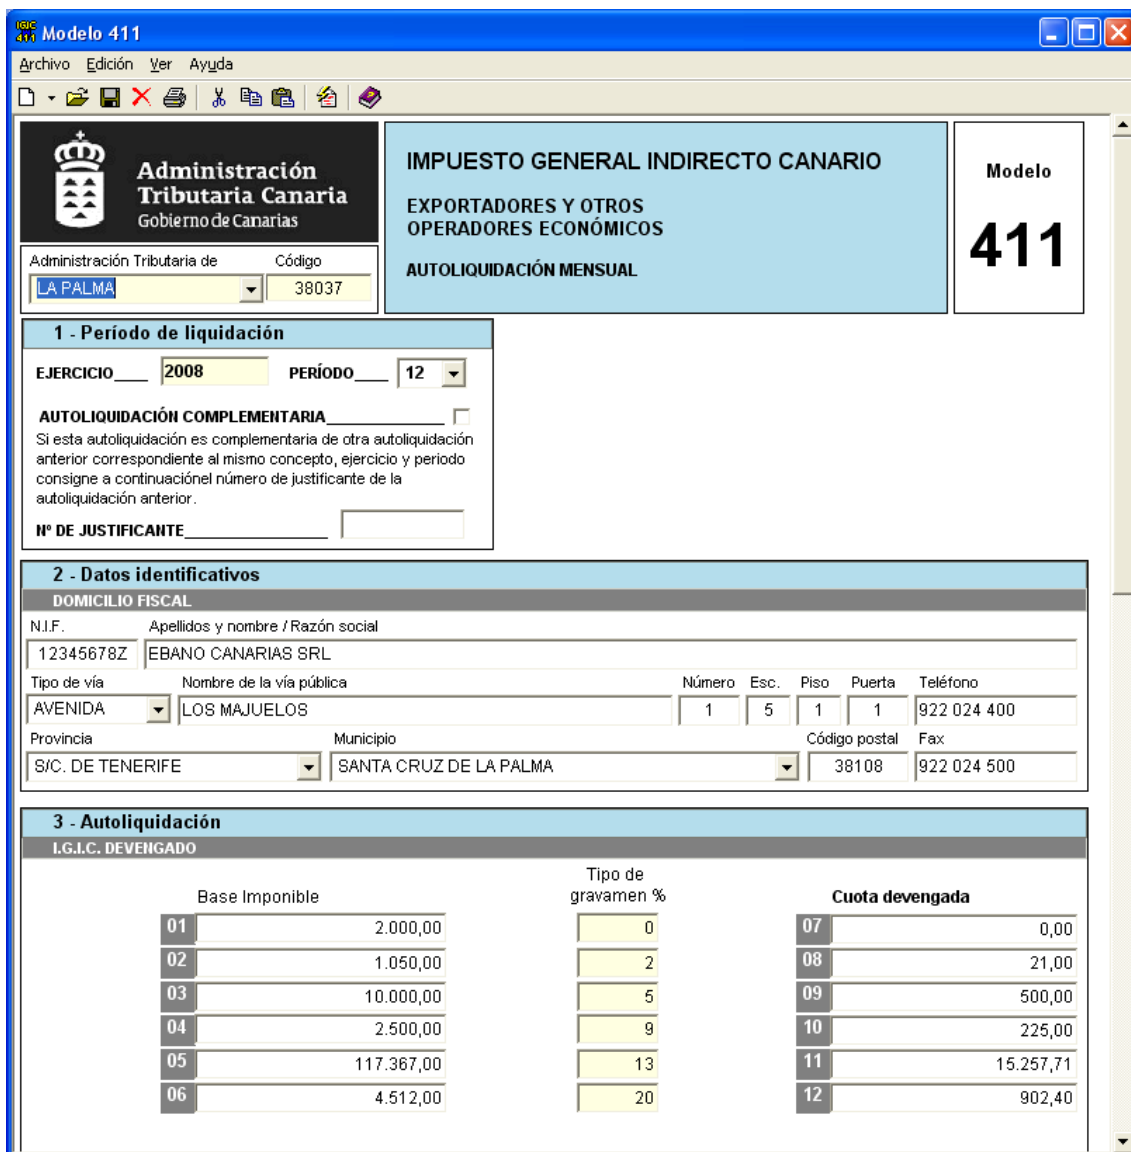 IGIC 411 Modelo 411
Archivo Edición Ver Ayuda
Administración
Tributaria Canaria
Gobierno de Canarias
IMPUESTO GENERAL INDIRECTO CANARIO
EXPORTADORES Y OTROS
OPERADORES ECONÓMICOS
AUTOLIQUIDACIÓN MENSUAL
Modelo
411
Administración Tributaria de Código
LA PALMA 38037
1 - Período de liquidación
EJERCICIO____ 2008 PERÍODO____ 12
AUTOLIQUIDACIÓN COMPLEMENTARIA______________
Si esta autoliquidación es complementaria de otra autoliquidación
anterior correspondiente al mismo concepto, ejercicio y periodo
consigne a continuaciónel número de justificante de la
autoliquidación anterior.
Nº DE JUSTIFICANTE_________________
2 - Datos identificativos
DOMICILIO FISCAL
N.I.F. Apellidos y nombre / Razón social
12345678Z EBANO CANARIAS SRL
Tipo de vía Nombre de la vía pública Número Esc. Piso Puerta Teléfono
AVENIDA LOS MAJUELOS 1 5 1 1 922 024 400
Provincia Municipio Código postal Fax
S/C. DE TENERIFE SANTA CRUZ DE LA PALMA 38108 922 024 500
3 - Autoliquidación
I.G.I.C. DEVENGADO
Base Imponible Tipo de gravamen % Cuota devengada
01 2.000,00 0 07 0,00
02 1.050,00 2 08 21,00
03 10.000,00 5 09 500,00
04 2.500,00 9 10 225,00
05 117.367,00 13 11 15.257,71
06 4.512,00 20 12 902,40